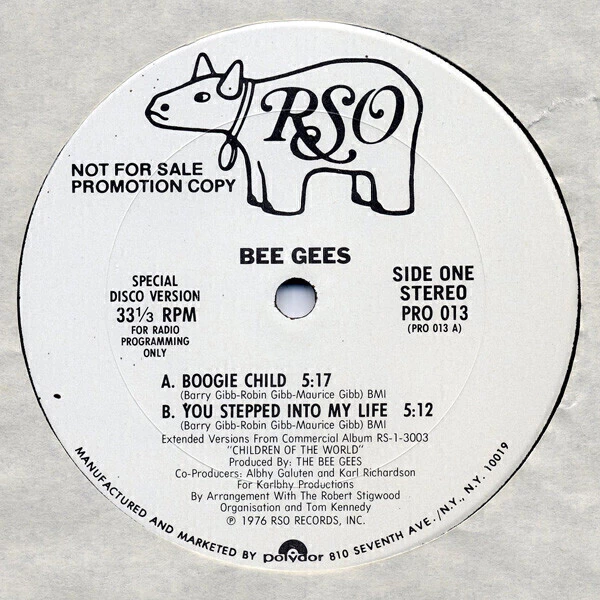 RSO
NOT FOR SALE
PROMOTION COPY
BEE GEES
SPECIAL
DISCO VERSION
33 1/3 RPM
FOR RADIO
PROGRAMMING
ONLY
SIDE ONE
STEREO
PRO 013
(PRO 013 A)
A. BOOGIE CHILD 5:17
(Barry Gibb-Robin Gibb-Maurice Gibb) BMI
B. YOU STEPPED INTO MY LIFE 5:12
(Barry Gibb-Robin Gibb-Maurice Gibb) BMI
Extended Versions From Commercial Album RS-1-3003
"CHILDREN OF THE WORLD"
Produced By: THE BEE GEES
Co-Producers: Albhy Galuten and Karl Richardson
For Karlbhy Productions
By Arrangement With The Robert Stigwood
Organisation and Tom Kennedy
℗ 1976 RSO RECORDS, INC.
MANUFACTURED AND MARKETED BY polydor 810 SEVENTH AVE./N.Y., N.Y. 10019